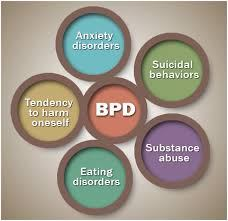 Anxiety
disorders
Suicidal
behaviors
Tendency
to harm
oneself
BPD
Substance
abuse
Eating
disorders